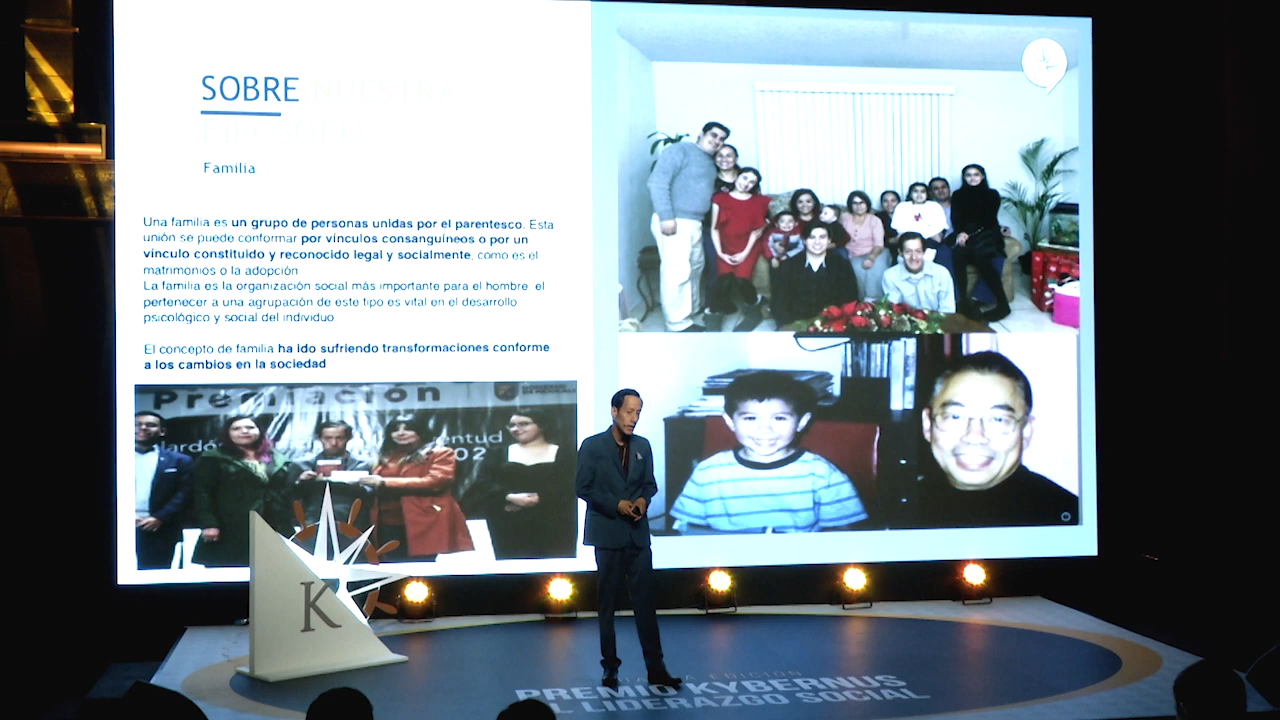 SOBRE NUESTRA
Familia
Una familia es un grupo de personas unidas por el parentesco. Esta
unión se puede conformar por vínculos consanguíneos o por un
vínculo constituido y reconocido legal y socialmente, como es el
matrimonios o la adopción
La familia es la organización social más importante para el hombre el
pertenecer a una agrupación de este tipo es vital en el desarrollo
psicológico y social del individuo
El concepto de familia ha ido sufriendo transformaciones conforme
a los cambios en la sociedad
Premiación
K
EDICIÓN
PREMIO KYBERNUS
AL LIDERAZGO SOCIAL